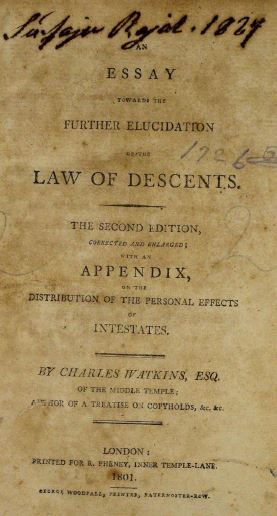 Royal. 1827
AN
ESSAY
TOWARDS THE
FURTHER ELUCIDATION
OF THE
LAW OF DESCENTS.
THE SECOND EDITION,
CORRECTED AND ENLARGED;
WITH AN
APPENDIX,
ON THE
DISTRIBUTION OF THE PERSONAL EFFECTS
OF
INTESTATES.
BY CHARLES WATKINS, ESQ.
OF THE MIDDLE TEMPLE;
AUTHOR OF A TREATISE ON COPYHOLDS, &c. &c.
LONDON:
PRINTED FOR R. PHENEY, INNER TEMPLE-LANE.
1801.
GEORGE WOODFALL, PRINTER, PATERNOSTER-ROW.